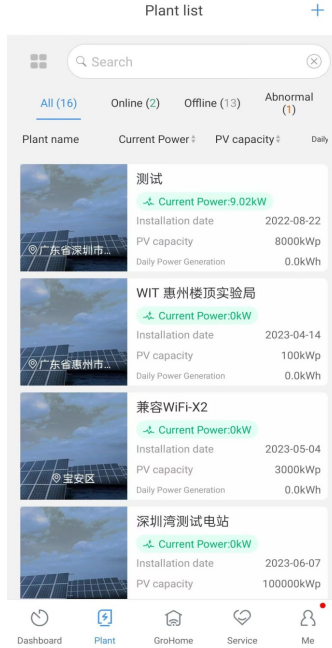 Plant list
+
Search
All (16) Online (2) Offline (13) Abnormal (1)
Plant name Current Power PV capacity Daily
测试
Current Power:9.02kW
Installation date 2022-08-22
PV capacity 8000kWp
Daily Power Generation 0.0kWh
广东省深圳市...
WIT 惠州楼顶实验局
Current Power:0kW
Installation date 2023-04-14
PV capacity 100kWp
Daily Power Generation 0.0kWh
广东省惠州市...
兼容WiFi-X2
Current Power:0kW
Installation date 2023-05-04
PV capacity 3000kWp
Daily Power Generation 0.0kWh
宝安区
深圳湾测试电站
Current Power:0kW
Installation date 2023-06-07
PV capacity 100000kWp
Dashboard Plant GroHome Service Me